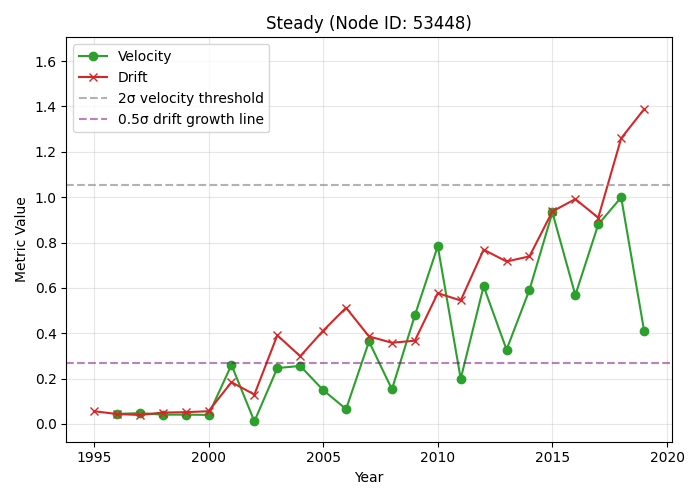 Steady (Node ID: 53448)
Velocity
Drift
2σ velocity threshold
0.5σ drift growth line
Metric Value
1.6
1.4
1.2
1.0
0.8
0.6
0.4
0.2
0.0
1995 2000 2005 2010 2015 2020
Year